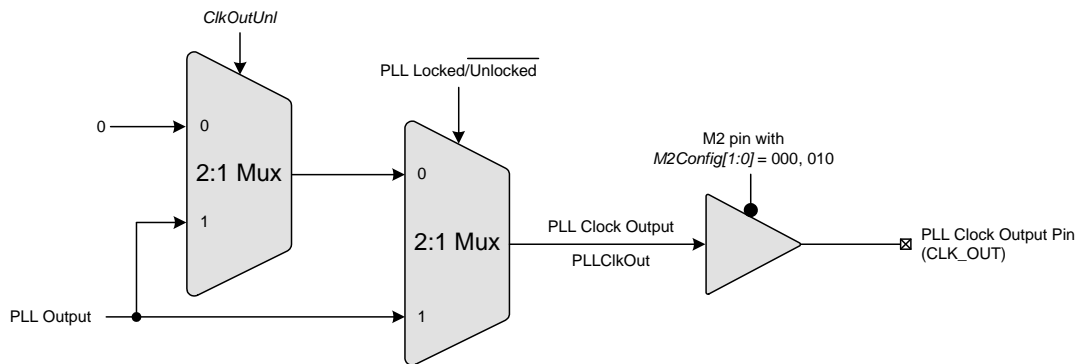 ClkOutUnl
PLL Locked/Unlocked
0
0
M2 pin with
M2Config[1:0] = 000, 010
2:1 Mux
0
1
2:1 Mux
PLL Clock Output
PLLClkOut
PLL Clock Output Pin
(CLK_OUT)
PLL Output
1